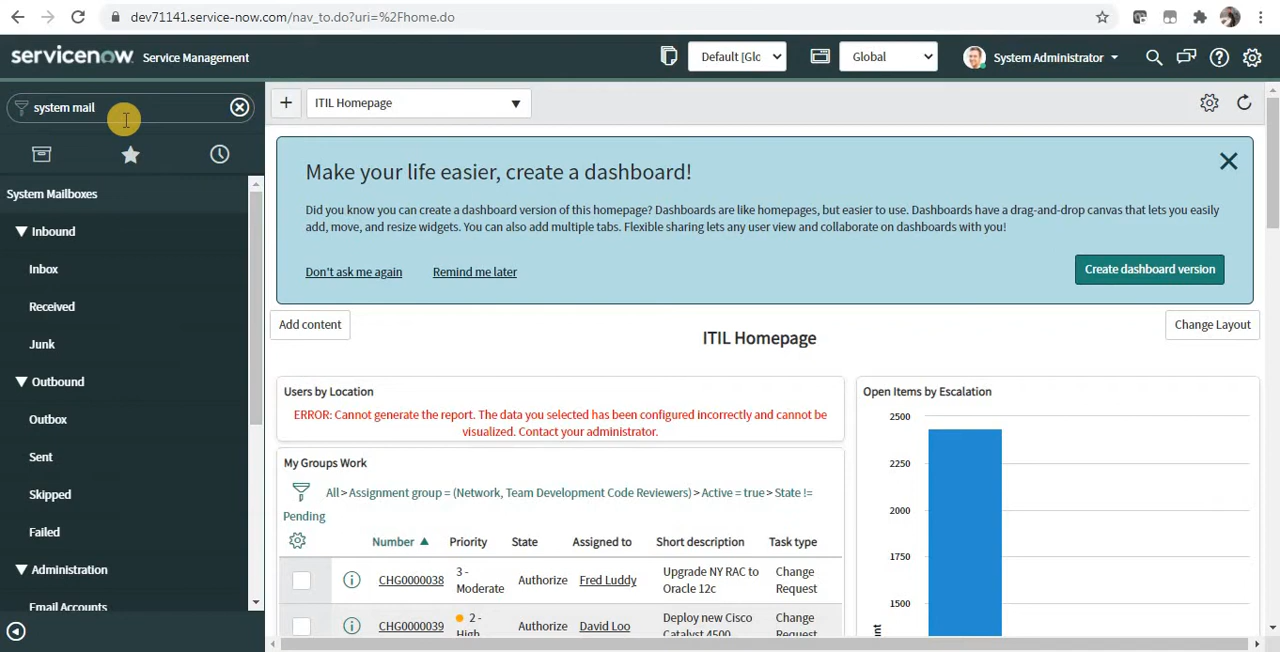 dev71141.service-now.com/nav_to.do?uri=%2Fhome.do
servicenow Service Management
Default [Glo
Global
System Administrator
system mail
ITIL Homepage
System Mailboxes
Inbound
Inbox
Received
Junk
Outbound
Outbox
Sent
Skipped
Failed
Administration
Email Accounts
Make your life easier, create a dashboard!
Did you know you can create a dashboard version of this homepage? Dashboards are like homepages, but easier to use. Dashboards have a drag-and-drop canvas that lets you easily
add, move, and resize widgets. You can also add multiple tabs. Flexible sharing lets any user view and collaborate on dashboards with you!
Don't ask me again Remind me later
Create dashboard version
Add content
ITIL Homepage
Change Layout
Users by Location
ERROR: Cannot generate the report. The data you selected has been configured incorrectly and cannot be
visualized. Contact your administrator.
My Groups Work
All > Assignment group = (Network, Team Development Code Reviewers) > Active = true > State !=
Pending
Number Priority State Assigned to Short description Task type
CHG0000038 3 - Moderate Authorize Fred Luddy Upgrade NY RAC to Oracle 12c Change Request
CHG0000039 2 - High Authorize David Loo Deploy new Cisco Catalyst 4500 Change Request
Open Items by Escalation
2500
2250
2000
1750
1500